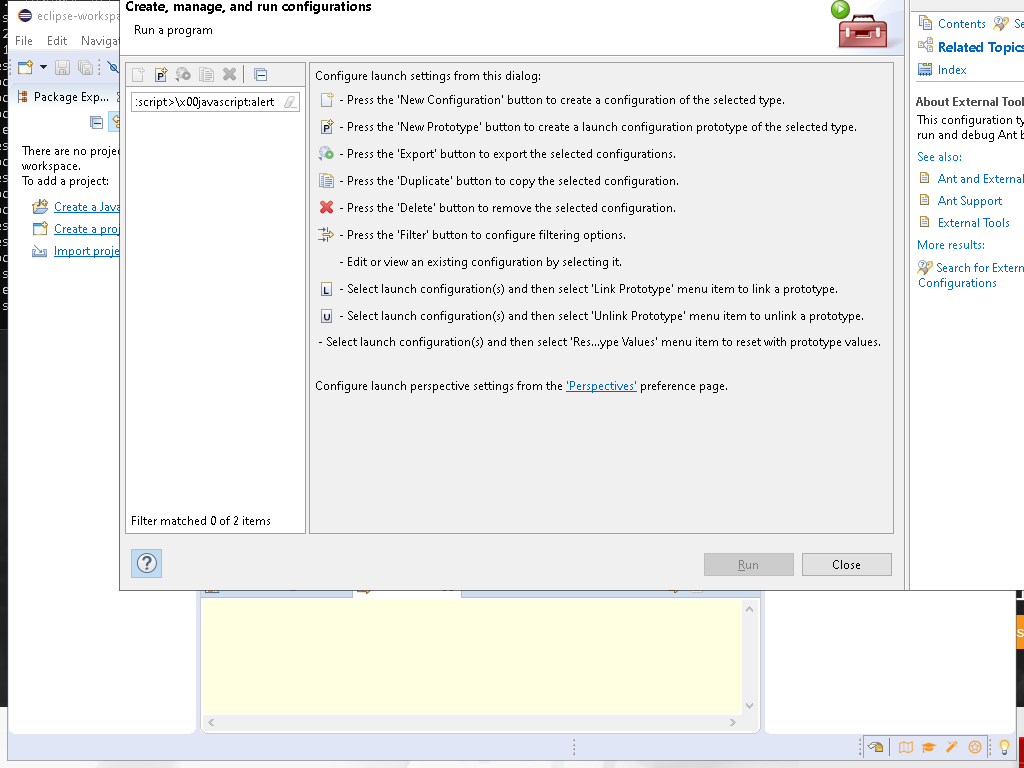 Create, manage, and run configurations
Run a program
eclipse-workspa
File Edit Navigat
Package Exp...
There are no proje
workspace.
To add a project:
Create a Java
Create a proj
Import proje
:script>\x00javascript:alert
Filter matched 0 of 2 items
Configure launch settings from this dialog:
- Press the 'New Configuration' button to create a configuration of the selected type.
- Press the 'New Prototype' button to create a launch configuration prototype of the selected type.
- Press the 'Export' button to export the selected configurations.
- Press the 'Duplicate' button to copy the selected configuration.
- Press the 'Delete' button to remove the selected configuration.
- Press the 'Filter' button to configure filtering options.
- Edit or view an existing configuration by selecting it.
L - Select launch configuration(s) and then select 'Link Prototype' menu item to link a prototype.
U - Select launch configuration(s) and then select 'Unlink Prototype' menu item to unlink a prototype.
- Select launch configuration(s) and then select 'Res...ype Values' menu item to reset with prototype values.
Configure launch perspective settings from the 'Perspectives' preference page.
Run Close
Contents Se
Related Topics
Index
About External Tool
This configuration ty
run and debug Ant b
See also:
Ant and External
Ant Support
External Tools
More results:
Search for Extern
Configurations